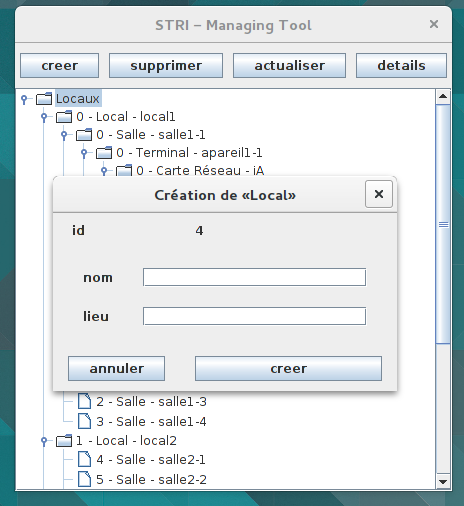 STRI – Managing Tool
creer supprimer actualiser details
Locaux
0 - Local - local1
0 - Salle - salle1-1
0 - Terminal - apareil1-1
0 - Carte Réseau - iA
Création de «Local»
id 4
nom
lieu
annuler creer
2 - Salle - salle1-3
3 - Salle - salle1-4
1 - Local - local2
4 - Salle - salle2-1
5 - Salle - salle2-2